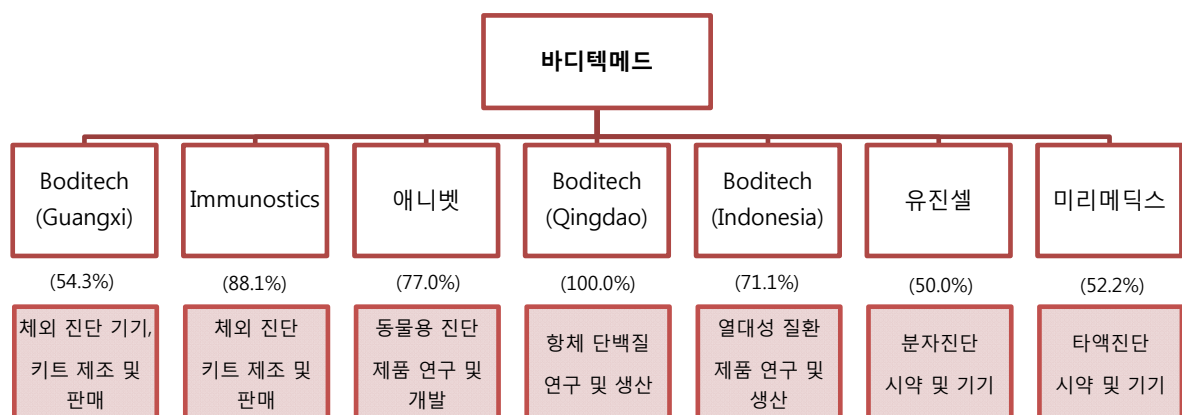 바디텍메드
Boditech
(Guangxi)
Immunostics
애니벳
Boditech
(Qingdao)
Boditech
(Indonesia)
유진셀
미리메딕스
(54.3%)
(88.1%)
(77.0%)
(100.0%)
(71.1%)
(50.0%)
(52.2%)
체외 진단 기기,
키트 제조 및
판매
체외 진단
키트 제조 및
판매
동물용 진단
제품 연구 및
개발
항체 단백질
연구 및 생산
열대성 질환
제품 연구 및
생산
분자진단
시약 및 기기
타액진단
시약 및 기기